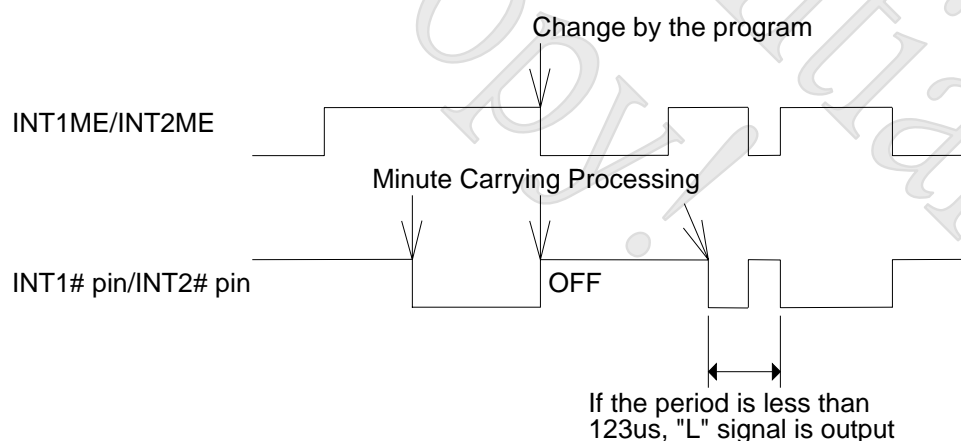 Change by the program
INT1ME/INT2ME
Minute Carrying Processing
INT1# pin/INT2# pin
OFF
If the period is less than
123us, "L" signal is output